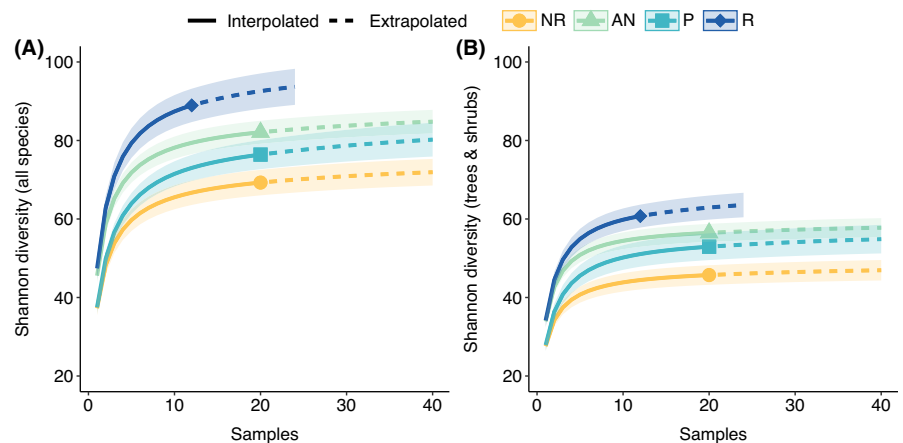 Interpolated Extrapolated NR AN P R
(A) (B)
100 100
80 80
60 60
40 40
20 20
Shannon diversity (all species)
Shannon diversity (trees & shrubs)
0 10 20 30 40 0 10 20 30 40
Samples Samples